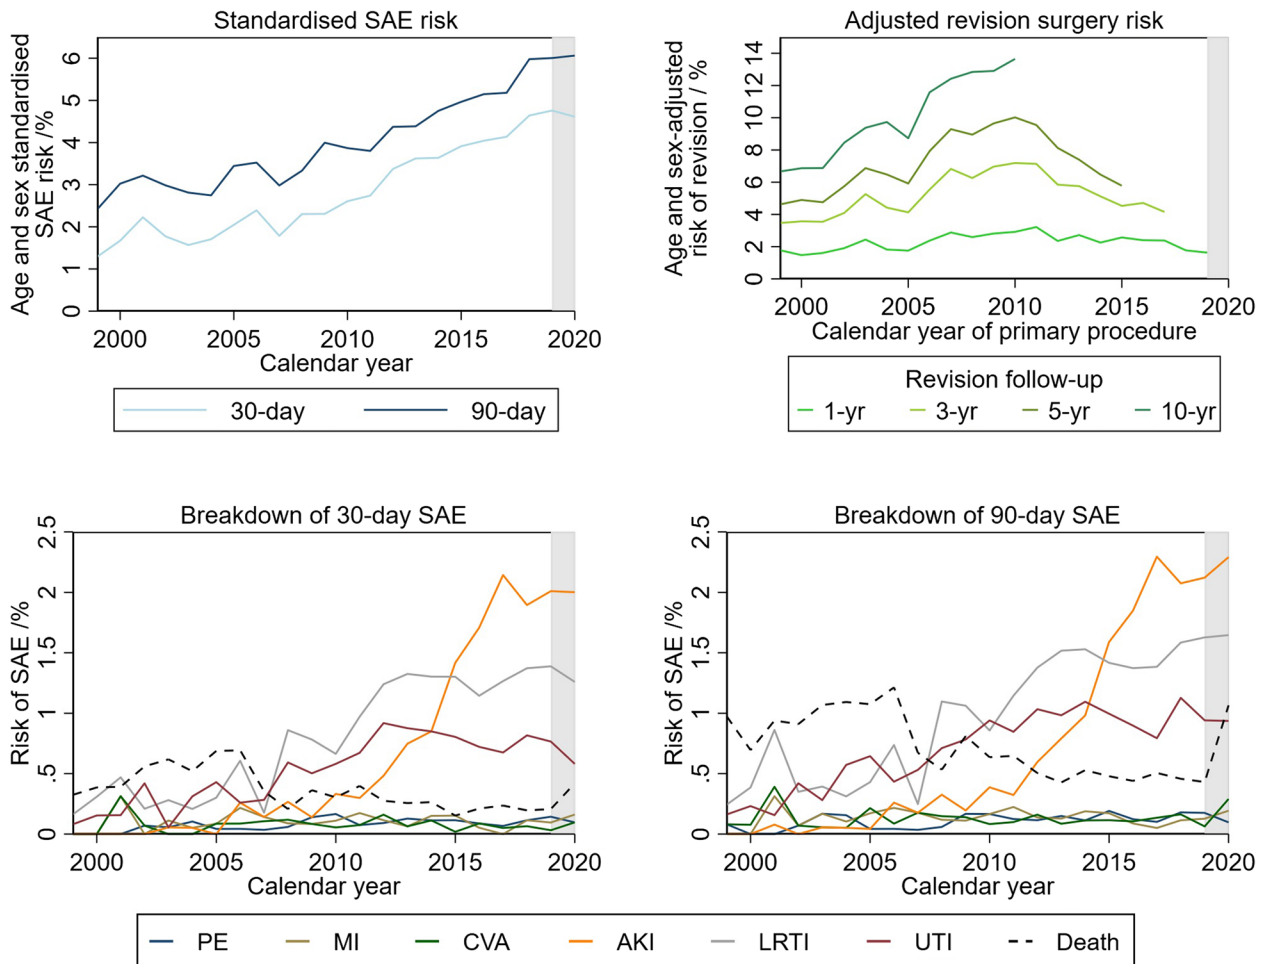 Standardised SAE risk
Age and sex standardised
SAE risk /%
0 1 2 3 4 5 6
2000 2005 2010 2015 2020
Calendar year
30-day 90-day
Adjusted revision surgery risk
Age and sex-adjusted
risk of revision / %
0 2 4 6 8 10 12 14
2000 2005 2010 2015 2020
Calendar year of primary procedure
Revision follow-up
1-yr 3-yr 5-yr 10-yr
Breakdown of 30-day SAE
Risk of SAE /%
0 .5 1 1.5 2 2.5
2000 2005 2010 2015 2020
Calendar year
Breakdown of 90-day SAE
Risk of SAE /%
0 .5 1 1.5 2 2.5
2000 2005 2010 2015 2020
Calendar year
PE MI CVA AKI LRTI UTI Death